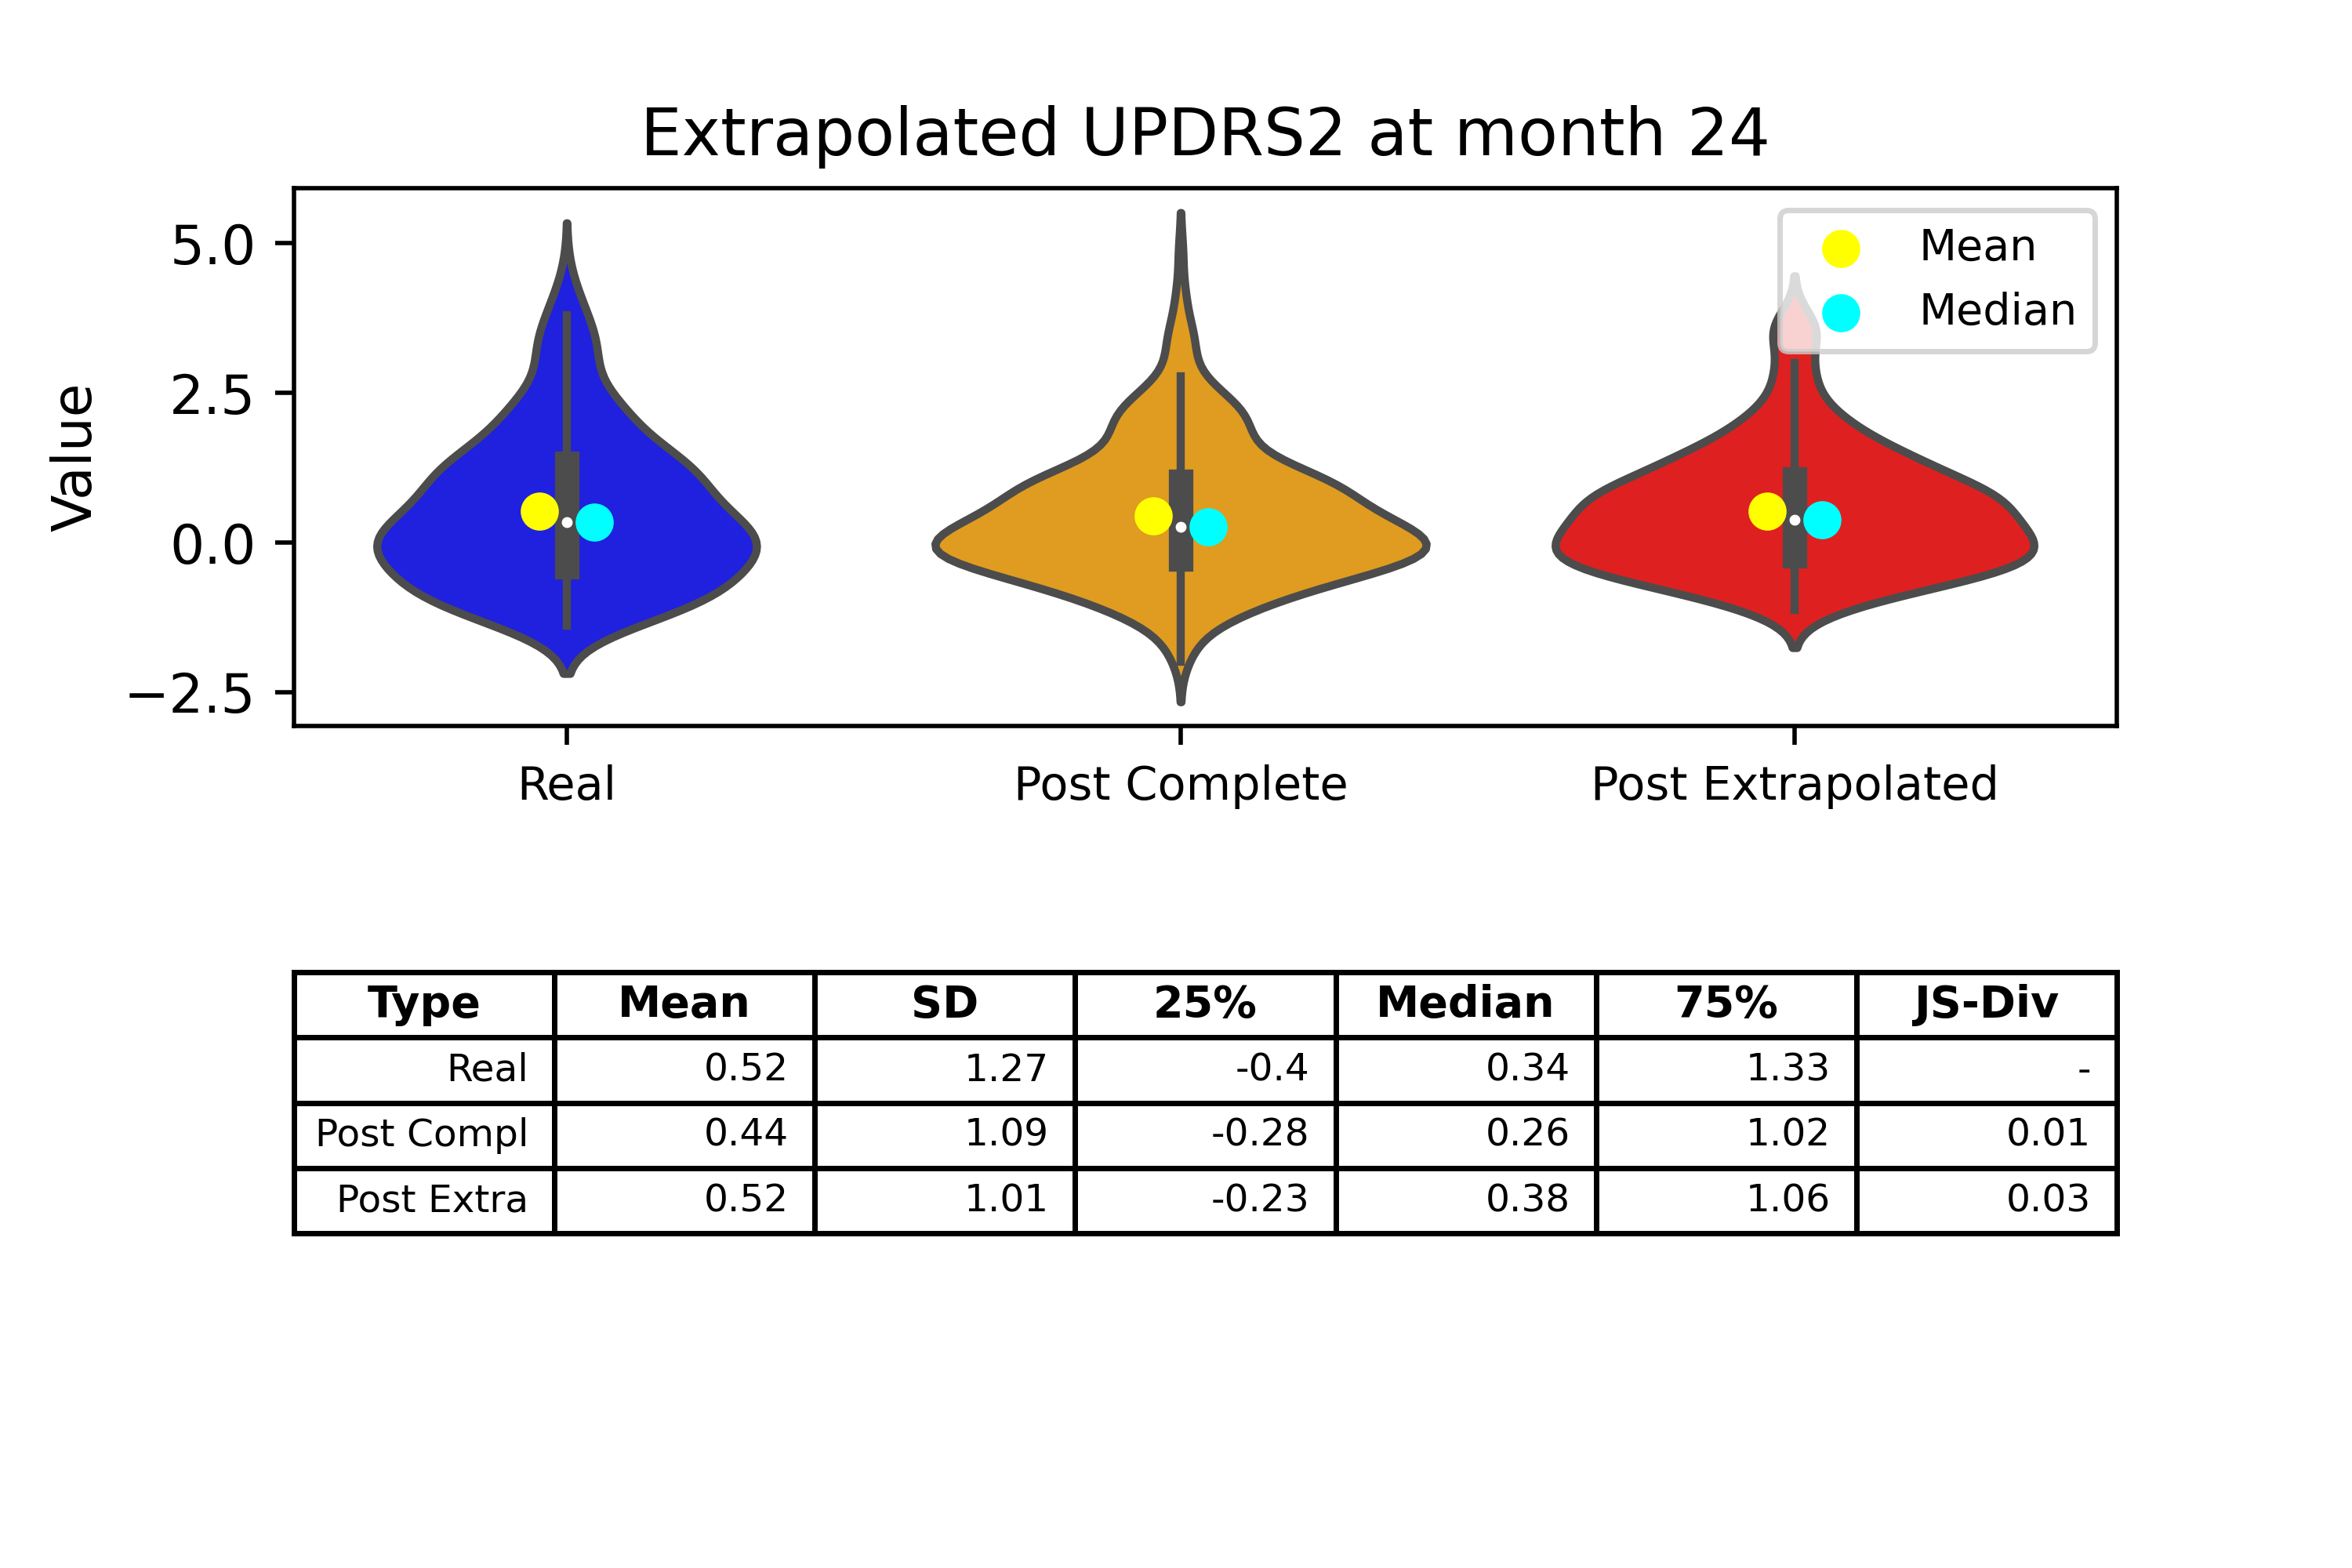 Extrapolated UPDRS2 at month 24
Value
5.0
2.5
0.0
−2.5
Mean
Median
Real Post Complete Post Extrapolated
Type Mean SD 25% Median 75% JS-Div
Real 0.52 1.27 -0.4 0.34 1.33 -
Post Compl 0.44 1.09 -0.28 0.26 1.02 0.01
Post Extra 0.52 1.01 -0.23 0.38 1.06 0.03